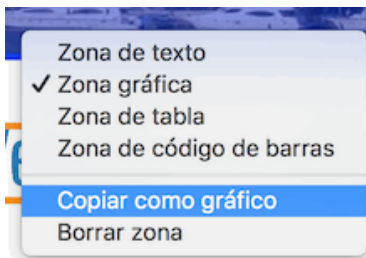 Zona de texto
✓ Zona gráfica
Zona de tabla
Zona de código de barras
Copiar como gráfico
Borrar zona